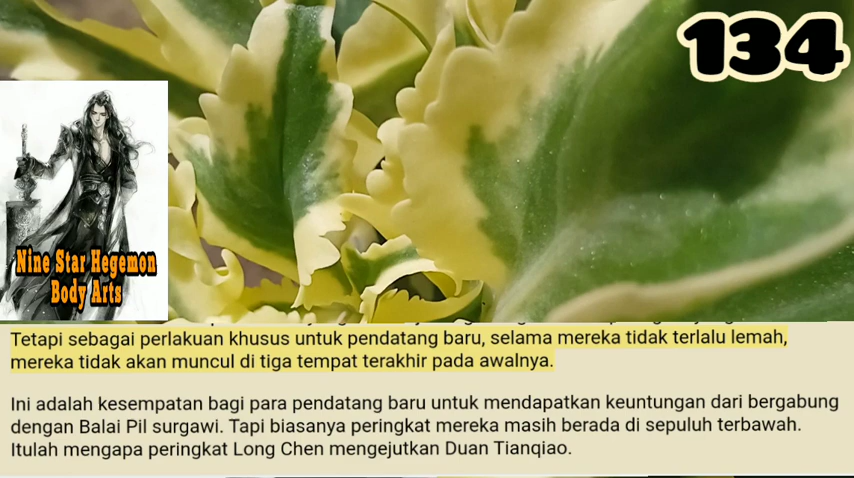 134
Nine Star Hegemon
Body Arts
Tetapi sebagai perlakuan khusus untuk pendatang baru, selama mereka tidak terlalu lemah,
mereka tidak akan muncul di tiga tempat terakhir pada awalnya.
Ini adalah kesempatan bagi para pendatang baru untuk mendapatkan keuntungan dari bergabung
dengan Balai Pil surgawi. Tapi biasanya peringkat mereka masih berada di sepuluh terbawah.
Itulah mengapa peringkat Long Chen mengejutkan Duan Tianqiao.